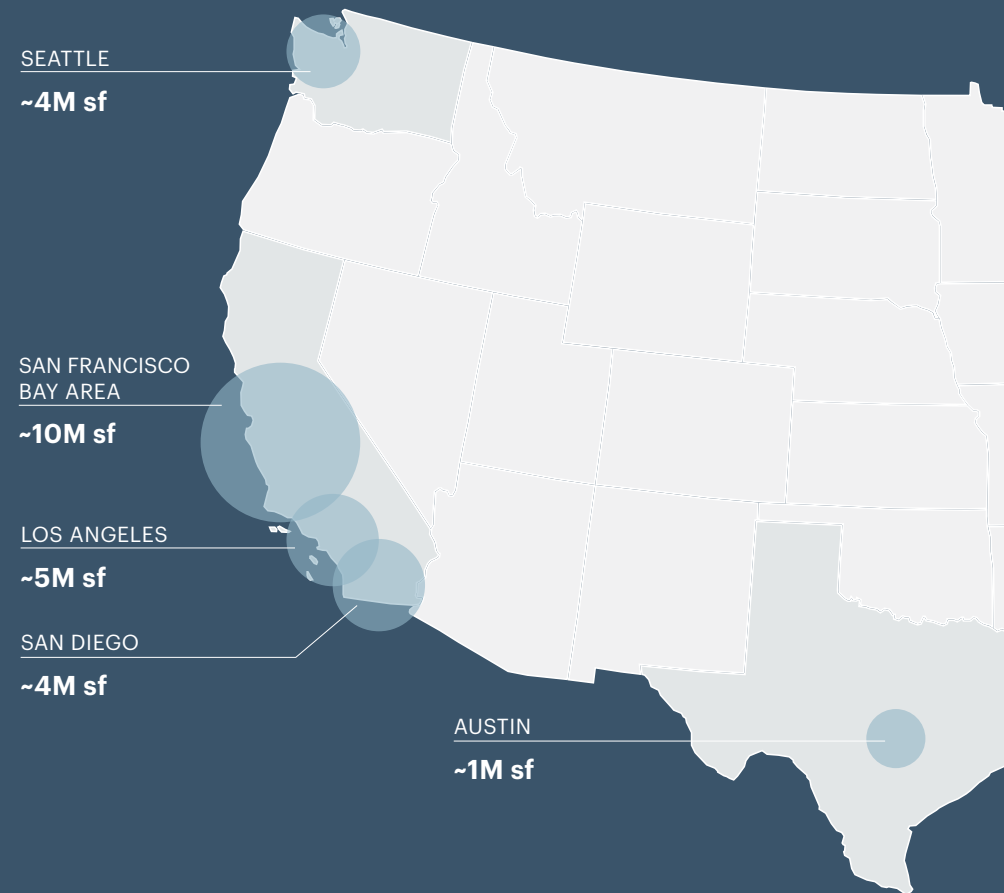 SEATTLE
~4M sf
SAN FRANCISCO
BAY AREA
~10M sf
LOS ANGELES
~5M sf
SAN DIEGO
~4M sf
AUSTIN
~1M sf